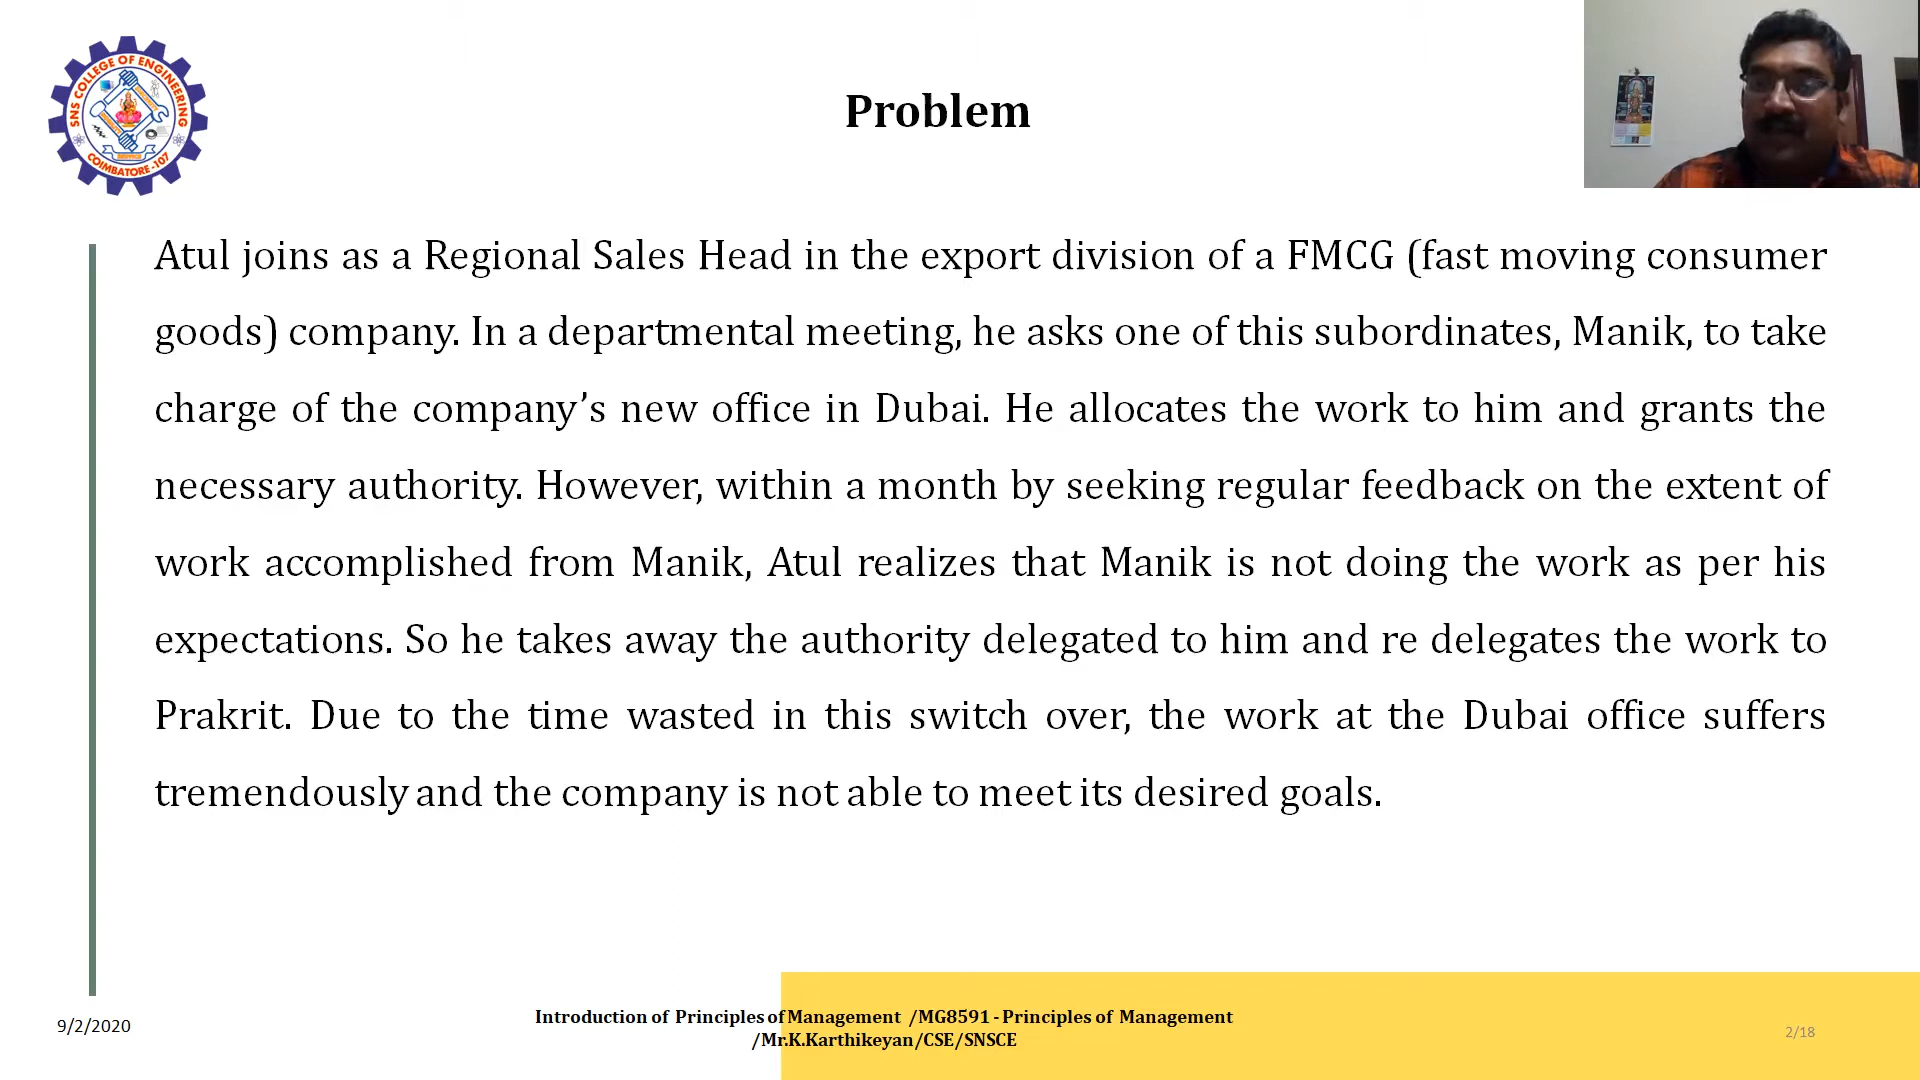 SNS COLLEGE OF ENGINEERING
COIMBATORE - 107
Problem
Atul joins as a Regional Sales Head in the export division of a FMCG (fast moving consumer
goods) company. In a departmental meeting, he asks one of this subordinates, Manik, to take
charge of the company’s new office in Dubai. He allocates the work to him and grants the
necessary authority. However, within a month by seeking regular feedback on the extent of
work accomplished from Manik, Atul realizes that Manik is not doing the work as per his
expectations. So he takes away the authority delegated to him and re delegates the work to
Prakrit. Due to the time wasted in this switch over, the work at the Dubai office suffers
tremendously and the company is not able to meet its desired goals.
9/2/2020
Introduction of Principles of Management /MG8591 - Principles of Management
/Mr.K.Karthikeyan/CSE/SNSCE
2/18